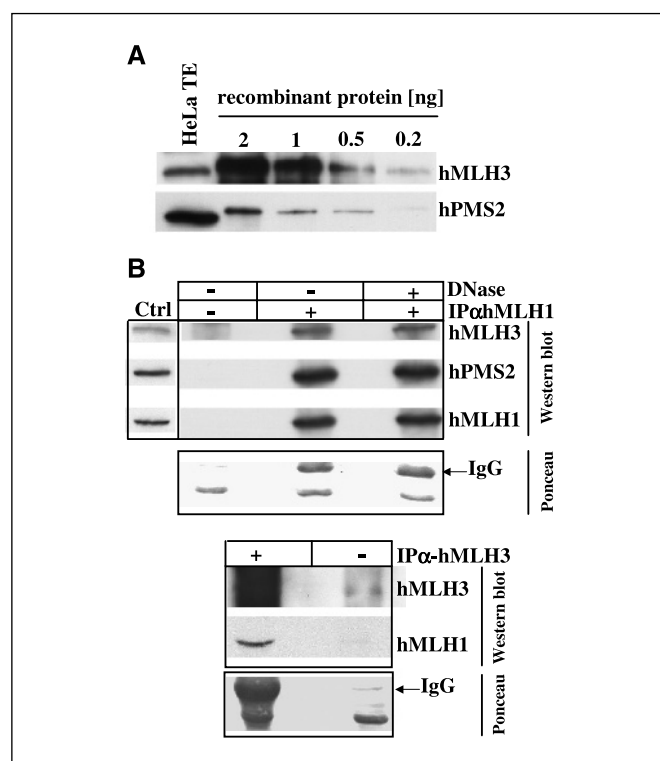 A
HeLa TE
recombinant protein [ng]
2 1 0.5 0.2
hMLH3
hPMS2
B
- - + DNase
Ctrl - + + IPαhMLH1
hMLH3
hPMS2
hMLH1
Western blot
IgG
Ponceau
+ - IPα-hMLH3
hMLH3
hMLH1
Western blot
IgG
Ponceau